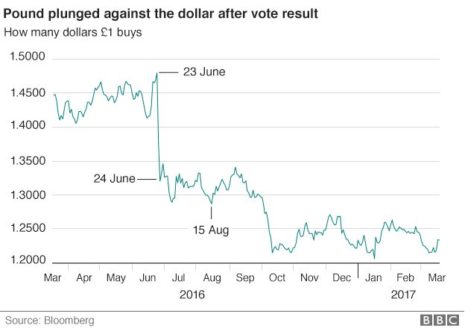 Pound plunged against the dollar after vote result
How many dollars £1 buys
1.5000
23 June
1.4500
1.4000
1.3500
24 June
1.3000
15 Aug
1.2500
1.2000
Mar Apr May Jun Jul Aug Sep Oct Nov Dec Jan Feb Mar
2016 2017
Source: Bloomberg BBC